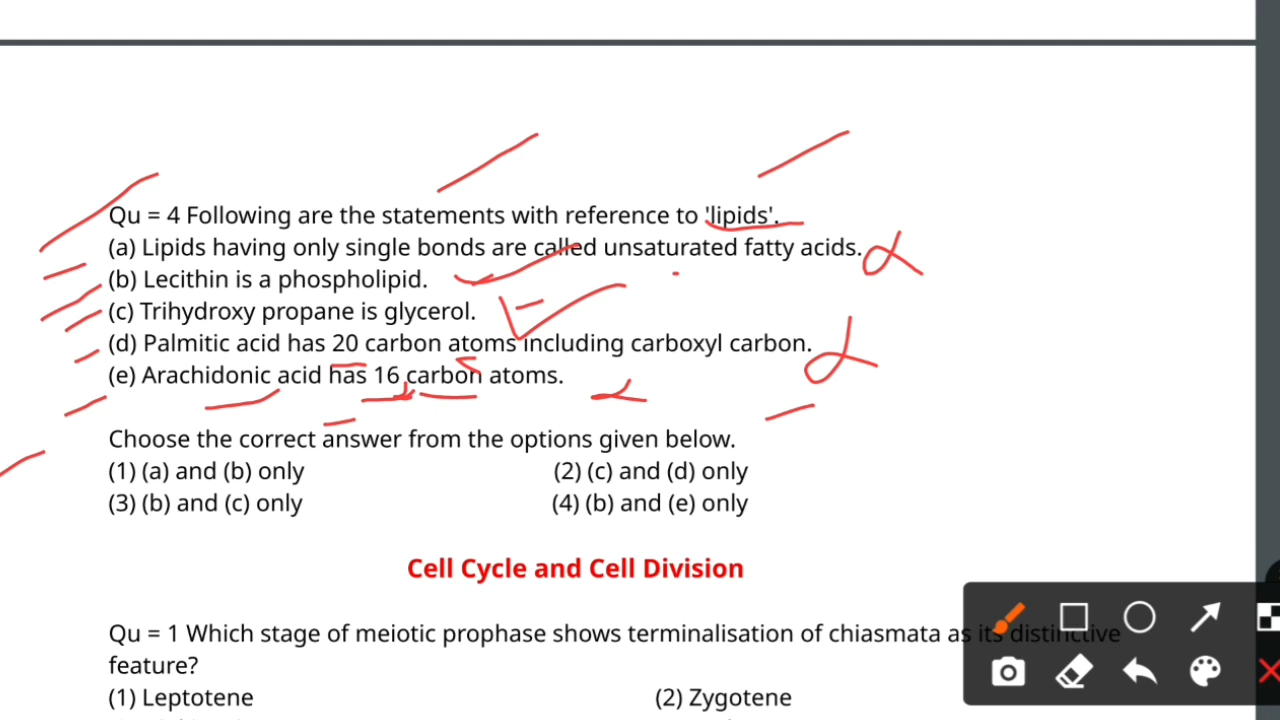 Qu = 4 Following are the statements with reference to 'lipids'.
(a) Lipids having only single bonds are called unsaturated fatty acids.
(b) Lecithin is a phospholipid.
(c) Trihydroxy propane is glycerol.
(d) Palmitic acid has 20 carbon atoms including carboxyl carbon.
(e) Arachidonic acid has 16 carbon atoms.
Choose the correct answer from the options given below.
(1) (a) and (b) only (2) (c) and (d) only
(3) (b) and (c) only (4) (b) and (e) only
Cell Cycle and Cell Division
Qu = 1 Which stage of meiotic prophase shows terminalisation of chiasmata as its distinctive
feature?
(1) Leptotene (2) Zygotene